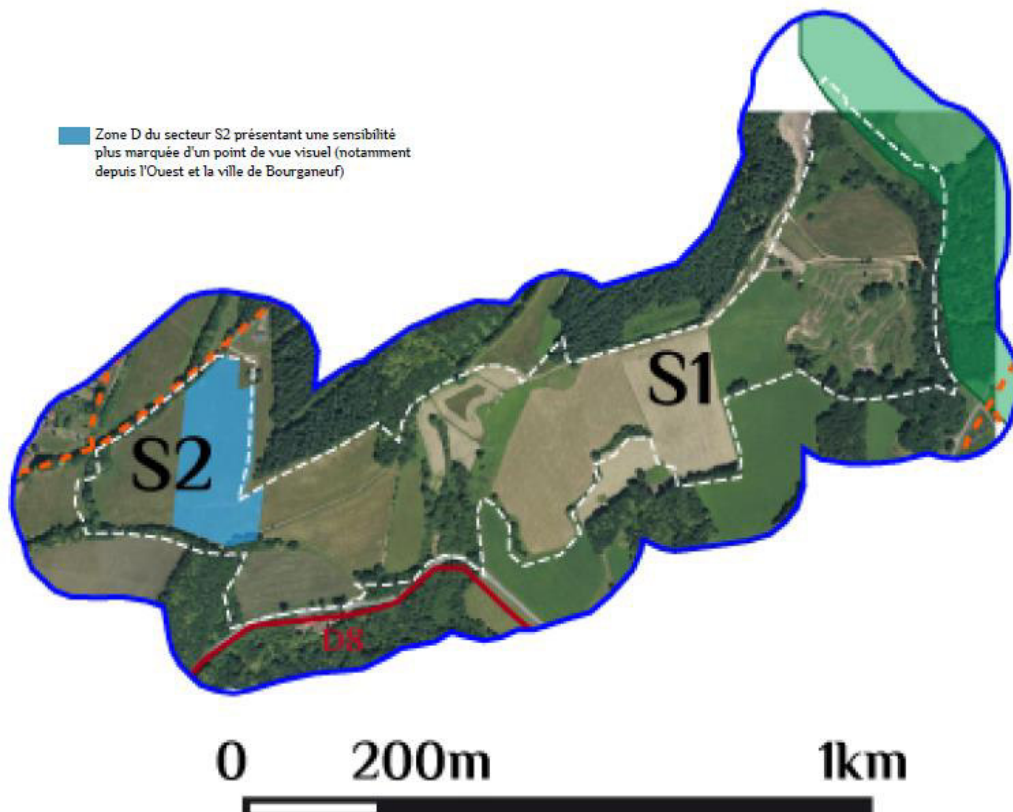 Zone D du secteur S2 présentant une sensibilité
plus marquée d'un point de vue visuel (notamment
depuis l'Ouest et la ville de Bourganeuf)
S1
S2
D8
0 200m 1km